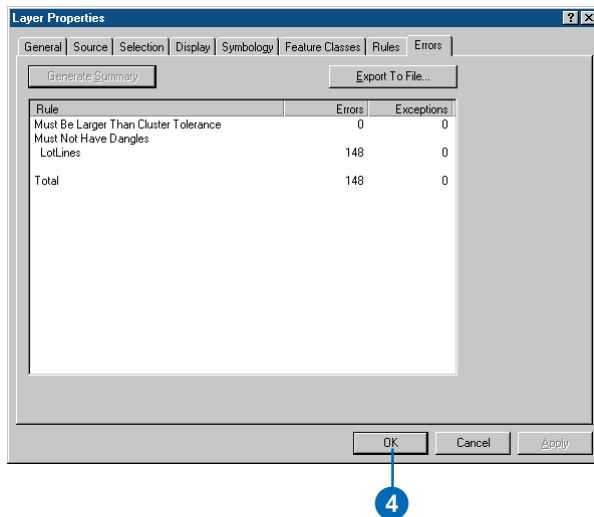 Layer Properties
? ×
General Source Selection Display Symbology Feature Classes Rules Errors
Generate Summary Export To File...
Rule Errors Exceptions
Must Be Larger Than Cluster Tolerance 0 0
Must Not Have Dangles
LotLines 148 0
Total 148 0
OK Cancel Apply
4